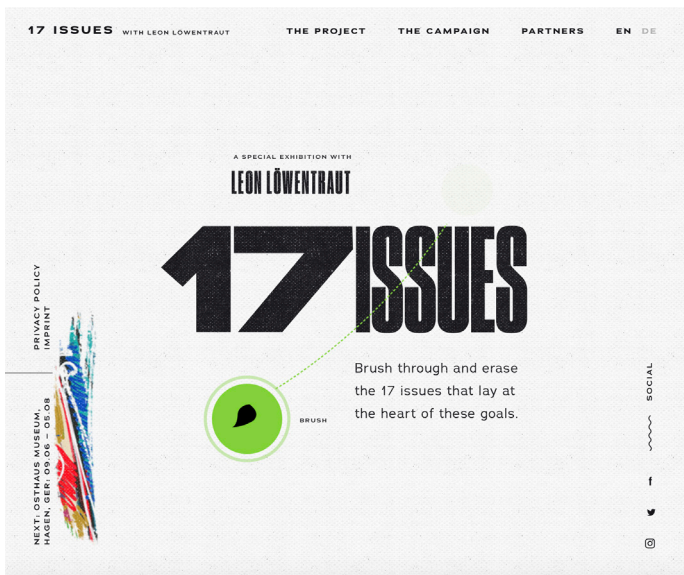 17 ISSUES WITH LEON LÖWENTRAUT
THE PROJECT
THE CAMPAIGN
PARTNERS
EN DE
A SPECIAL EXHIBITION WITH
LEON LÖWENTRAUT
17 ISSUES
Brush through and erase
the 17 issues that lay at
the heart of these goals.
BRUSH
PRIVACY POLICY
IMPRINT
NEXT: OSTHAUS MUSEUM,
HAGEN, GER: 09.06 – 05.08
SOCIAL